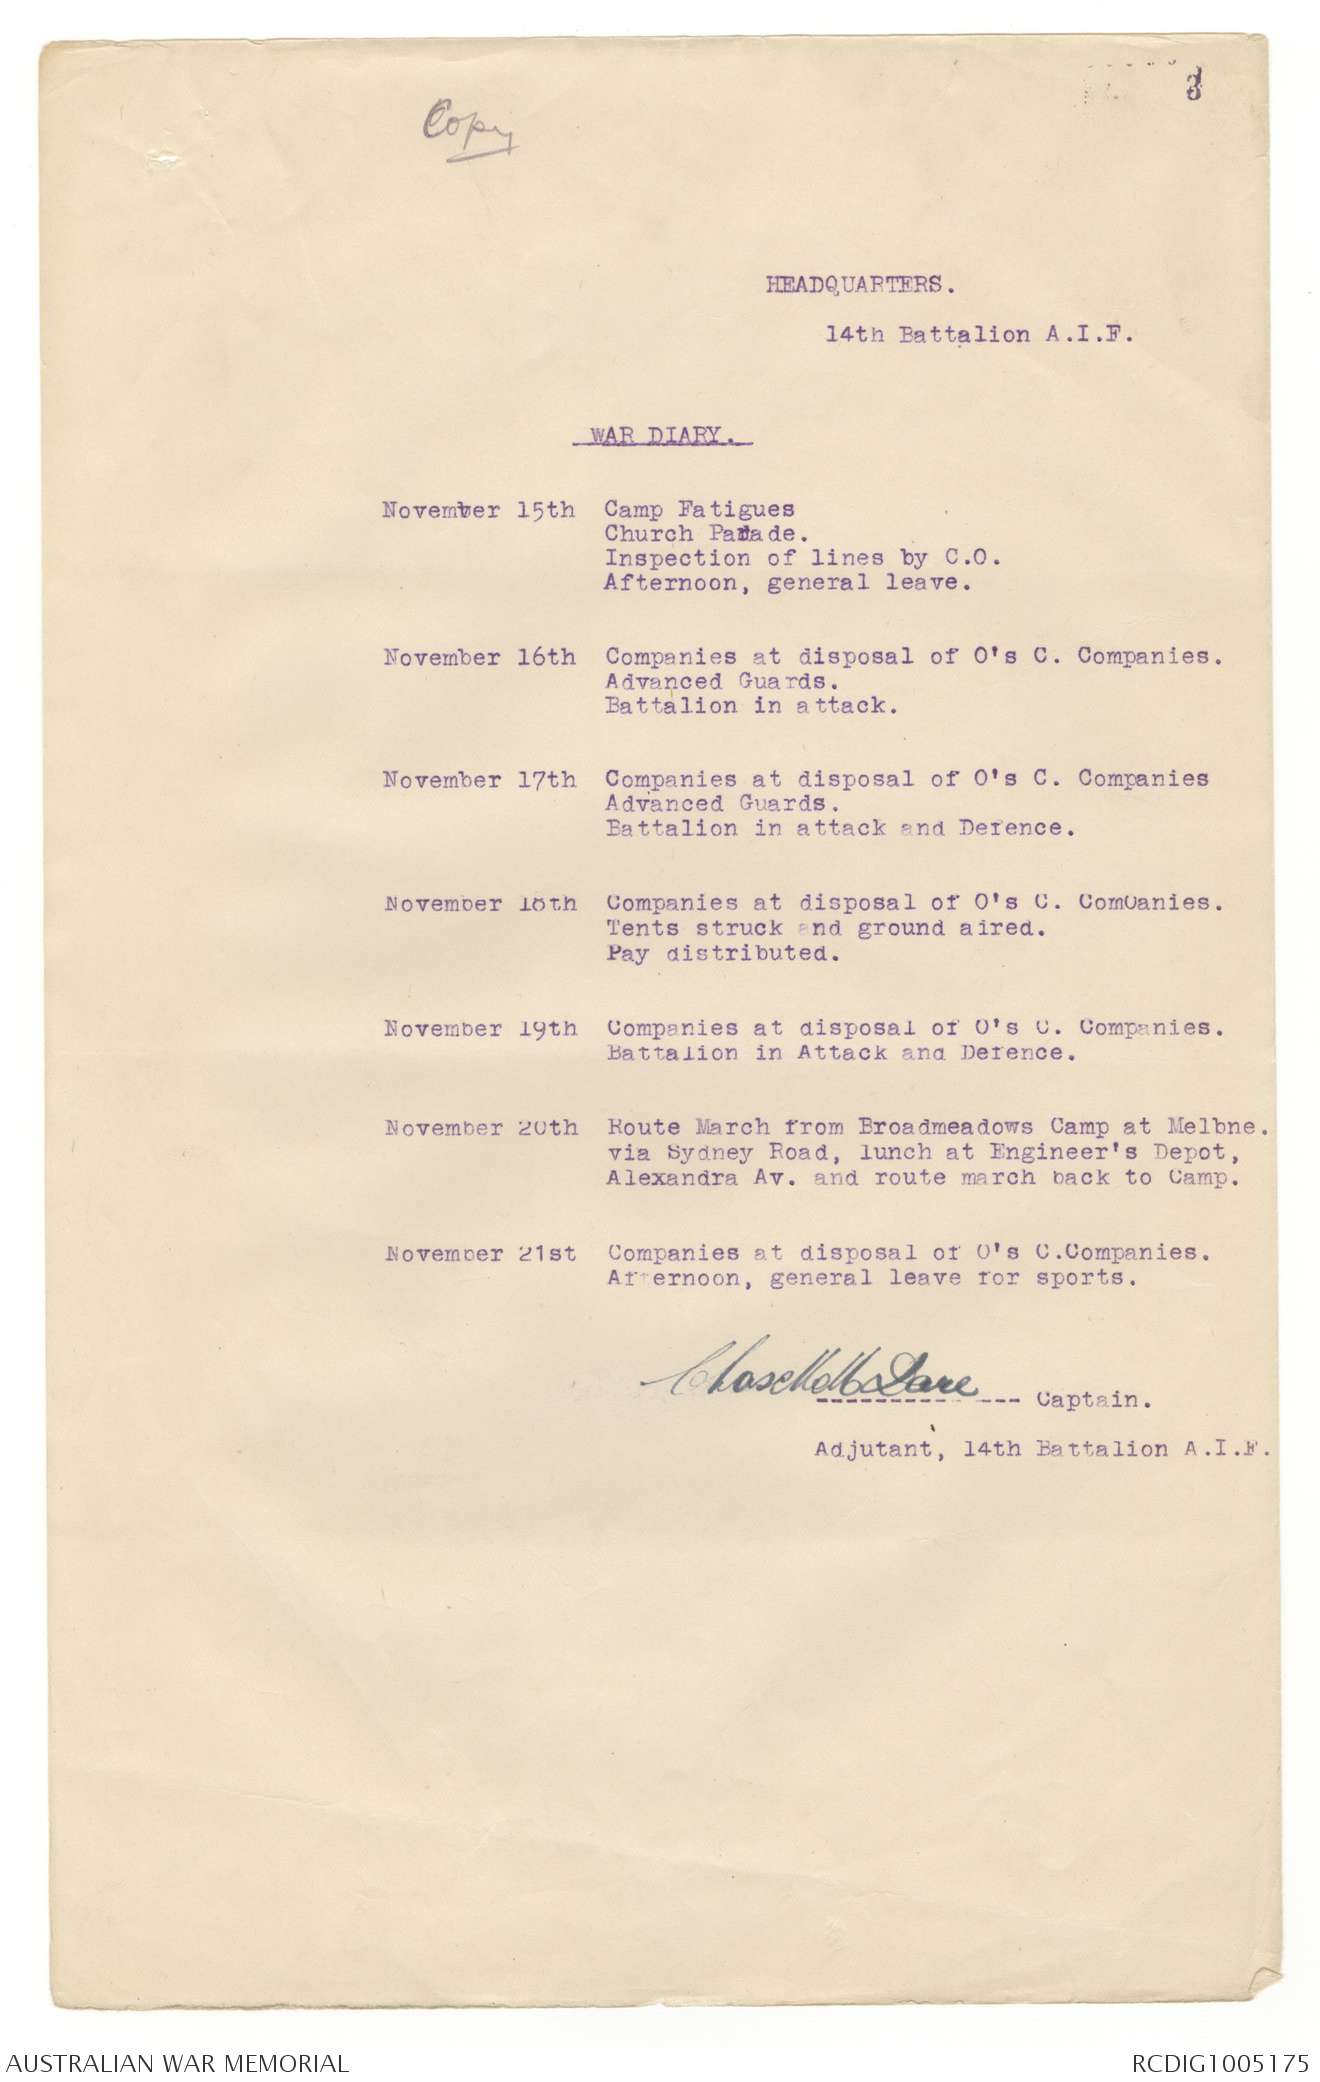 3
Copy
HEADQUARTERS.
14th Battalion A.I.F.
WAR DIARY.
November 15th Camp Fatigues
Church Parade.
Inspection of lines by C.O.
Afternoon, general leave.
November 16th Companies at disposal of O's C. Companies.
Advanced Guards.
Battalion in attack.
November 17th Companies at disposal of O's C. Companies
Advanced Guards.
Battalion in attack and Defence.
November 18th Companies at disposal of O's C. ComOanies.
Tents struck and ground aired.
Pay distributed.
November 19th Companies at disposal of O's C. Companies.
Battalion in Attack and Defence.
November 20th Route March from Broadmeadows Camp at Melbne.
via Sydney Road, lunch at Engineer's Depot,
Alexandra Av. and route march back to Camp.
November 21st Companies at disposal of O's C.Companies.
Afternoon, general leave for sports.
Dare Captain.
Adjutant, 14th Battalion A.I.F.
AUSTRALIAN WAR MEMORIAL
RCDIG1005175